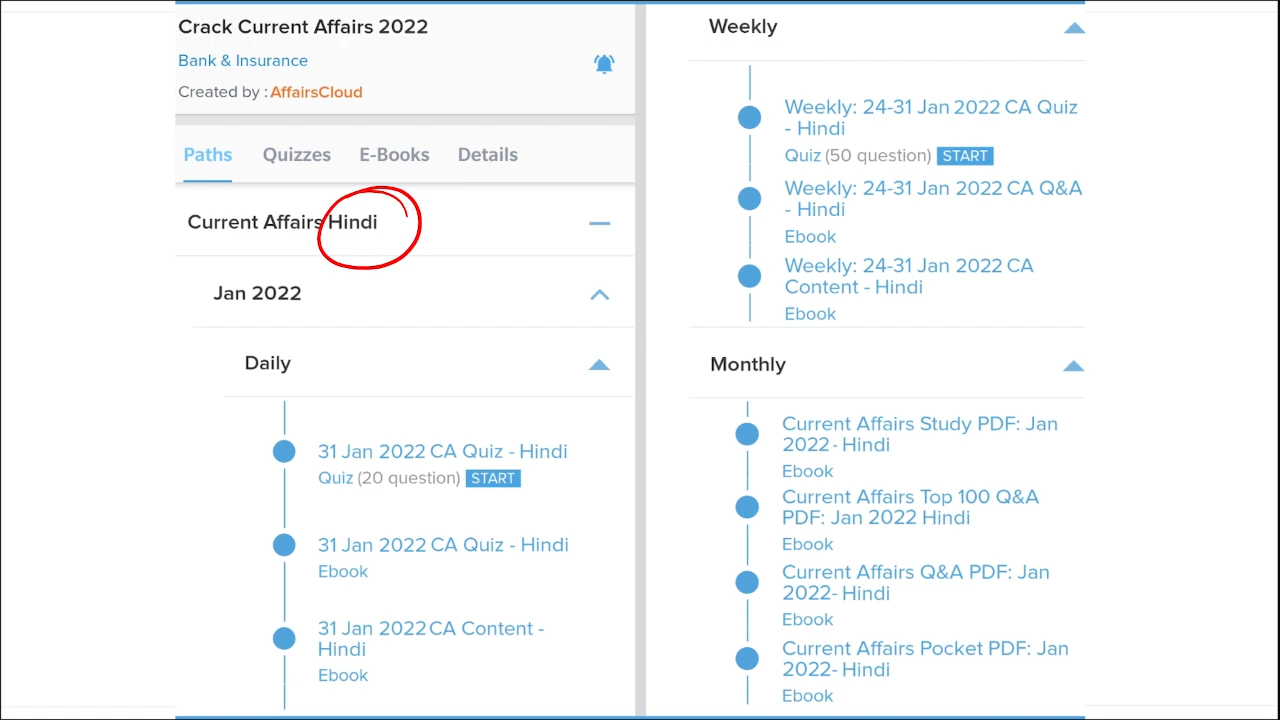 Crack Current Affairs 2022
Bank & Insurance
Created by : AffairsCloud
Paths Quizzes E-Books Details
Current Affairs Hindi
Jan 2022
Daily
31 Jan 2022 CA Quiz - Hindi
Quiz (20 question) START
31 Jan 2022 CA Quiz - Hindi
Ebook
31 Jan 2022 CA Content -
Hindi
Ebook
Weekly
Weekly: 24-31 Jan 2022 CA Quiz
- Hindi
Quiz (50 question) START
Weekly: 24-31 Jan 2022 CA Q&A
- Hindi
Ebook
Weekly: 24-31 Jan 2022 CA
Content - Hindi
Ebook
Monthly
Current Affairs Study PDF: Jan
2022- Hindi
Ebook
Current Affairs Top 100 Q&A
PDF: Jan 2022 Hindi
Ebook
Current Affairs Q&A PDF: Jan
2022- Hindi
Ebook
Current Affairs Pocket PDF: Jan
2022- Hindi
Ebook